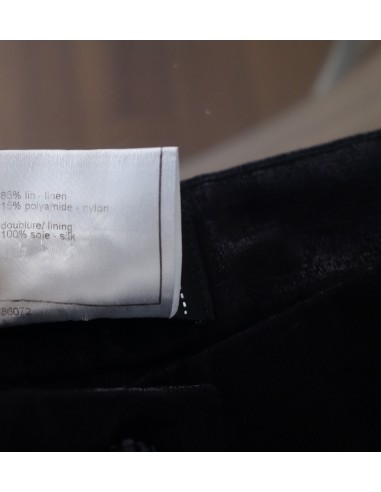 85% lin - linen
15% polyamide - nylon
doublure/ lining
100% soie - silk
86072